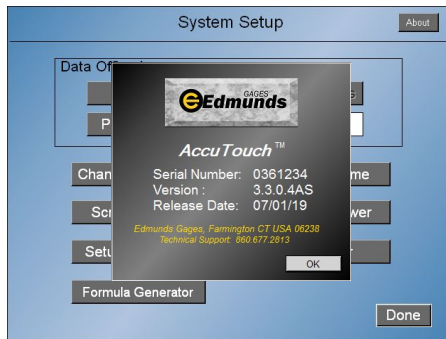 System Setup
About
Data Of
P
GAGES
Edmunds
AccuTouch™
Serial Number: 0361234
Version : 3.3.0.4AS
Release Date: 07/01/19
Edmunds Gages, Farmington CT USA 06238
Technical Support: 860.677.2813
OK
Chan
me
Scr
wer
Setu
r
Formula Generator
Done